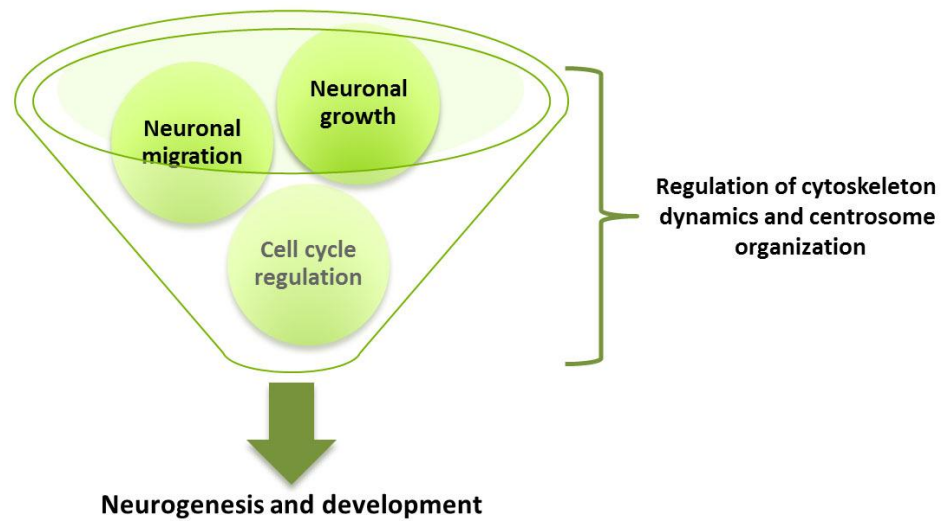 Neuronal
growth
Neuronal
migration
Cell cycle
regulation
Regulation of cytoskeleton
dynamics and centrosome
organization
Neurogenesis and development